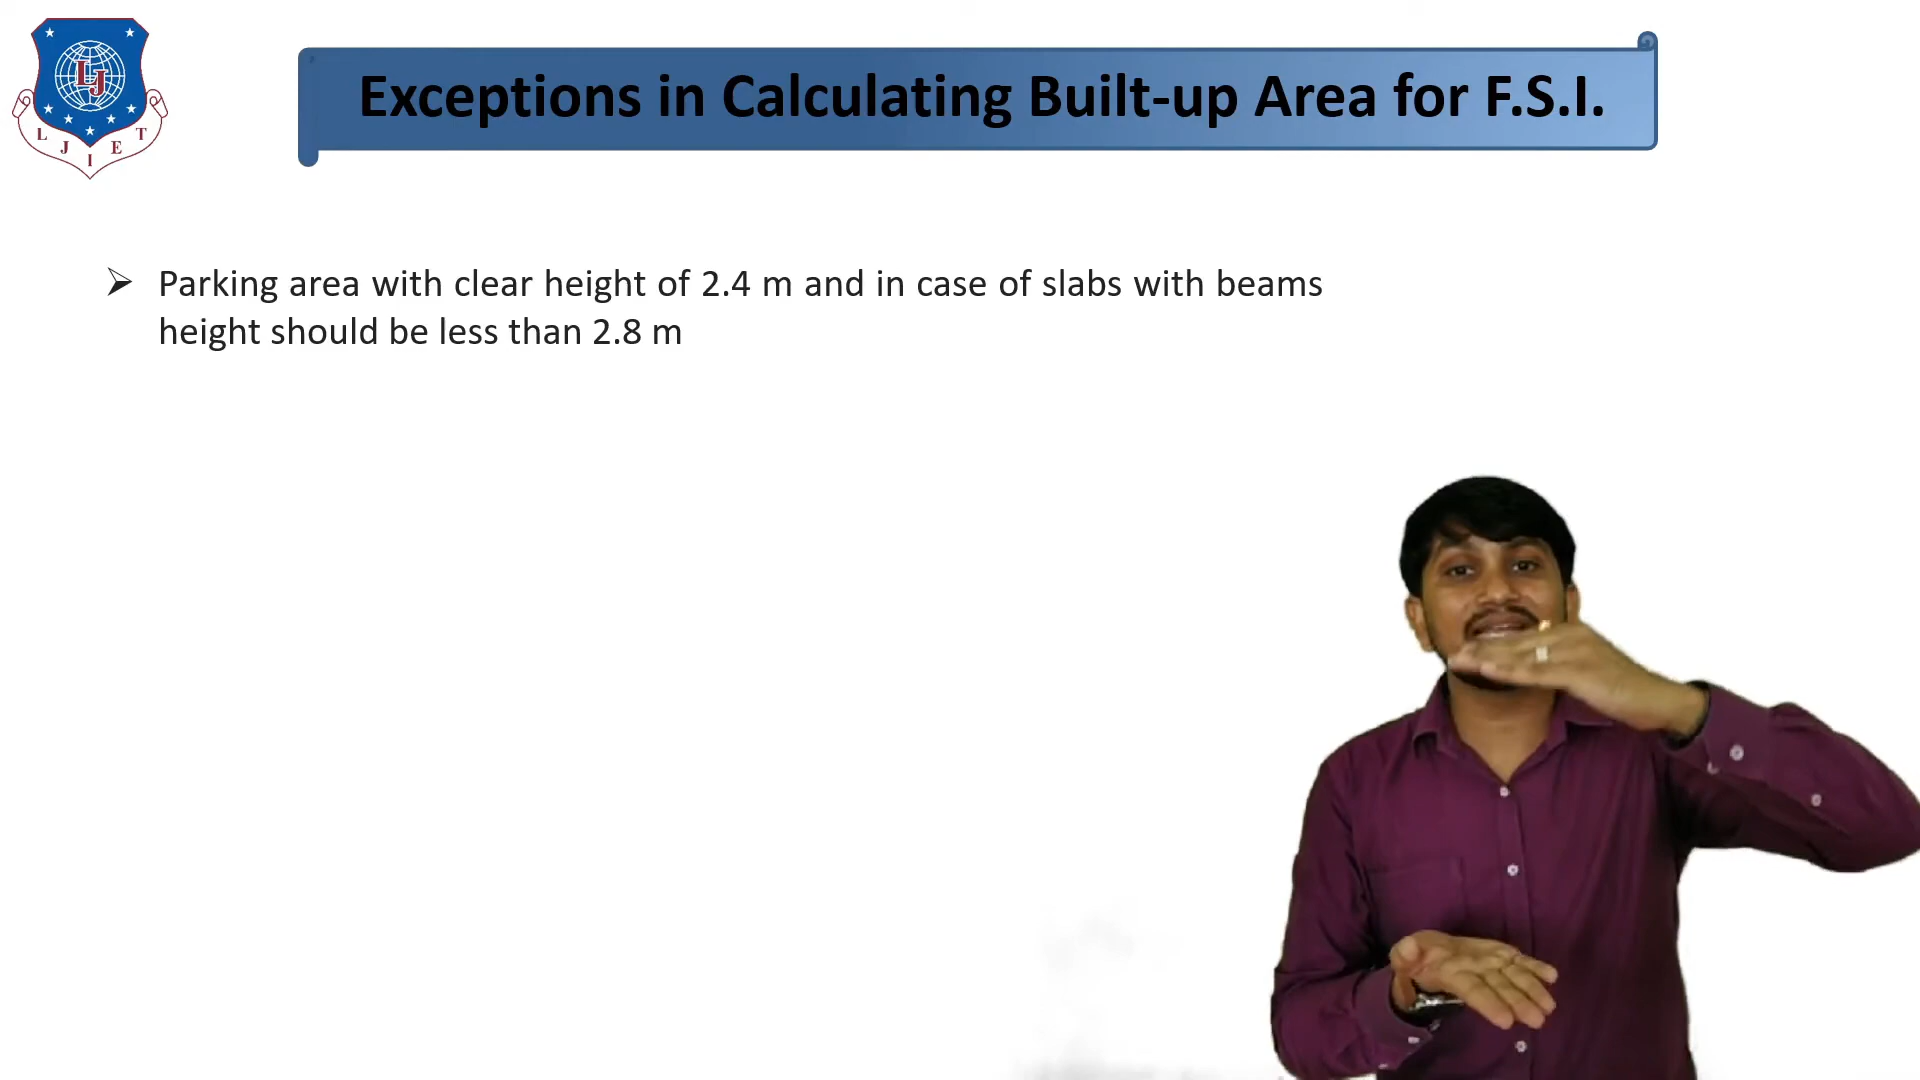 LJ
L J I E T
Exceptions in Calculating Built-up Area for F.S.I.
➢ Parking area with clear height of 2.4 m and in case of slabs with beams
height should be less than 2.8 m